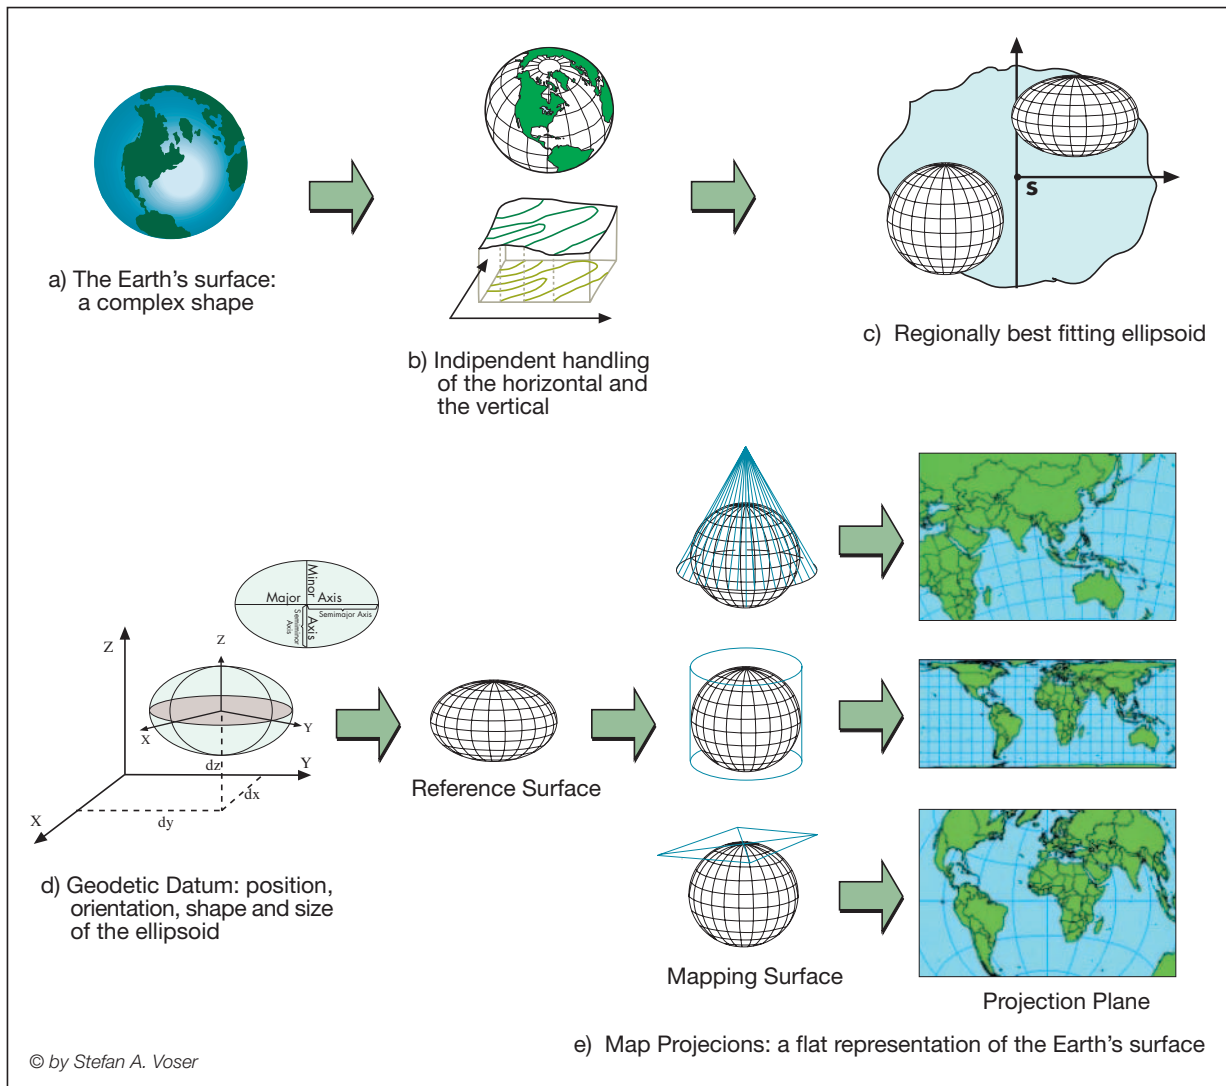 a) The Earth's surface:
a complex shape
b) Indipendent handling
of the horizontal and
the vertical
S
c) Regionally best fitting ellipsoid
Minor
Major Axis
Semimajor Axis
Semiminor
Axis
Axis
Z
Z
X
Y
dz
Y
dx
X
dy
d) Geodetic Datum: position,
orientation, shape and size
of the ellipsoid
Reference Surface
Mapping Surface
Projection Plane
e) Map Projecions: a flat representation of the Earth's surface
© by Stefan A. Voser